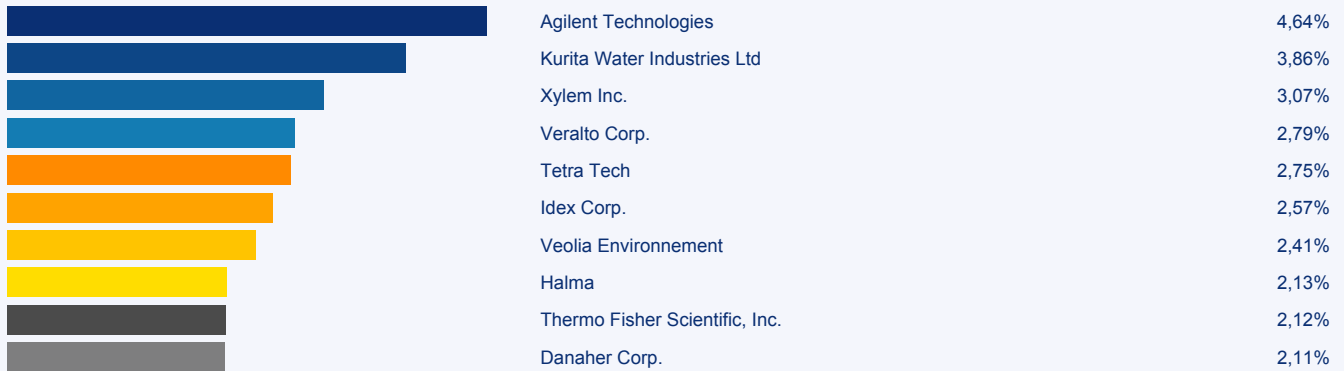 Agilent Technologies 4,64%
Kurita Water Industries Ltd 3,86%
Xylem Inc. 3,07%
Veralto Corp. 2,79%
Tetra Tech 2,75%
Idex Corp. 2,57%
Veolia Environnement 2,41%
Halma 2,13%
Thermo Fisher Scientific, Inc. 2,12%
Danaher Corp. 2,11%